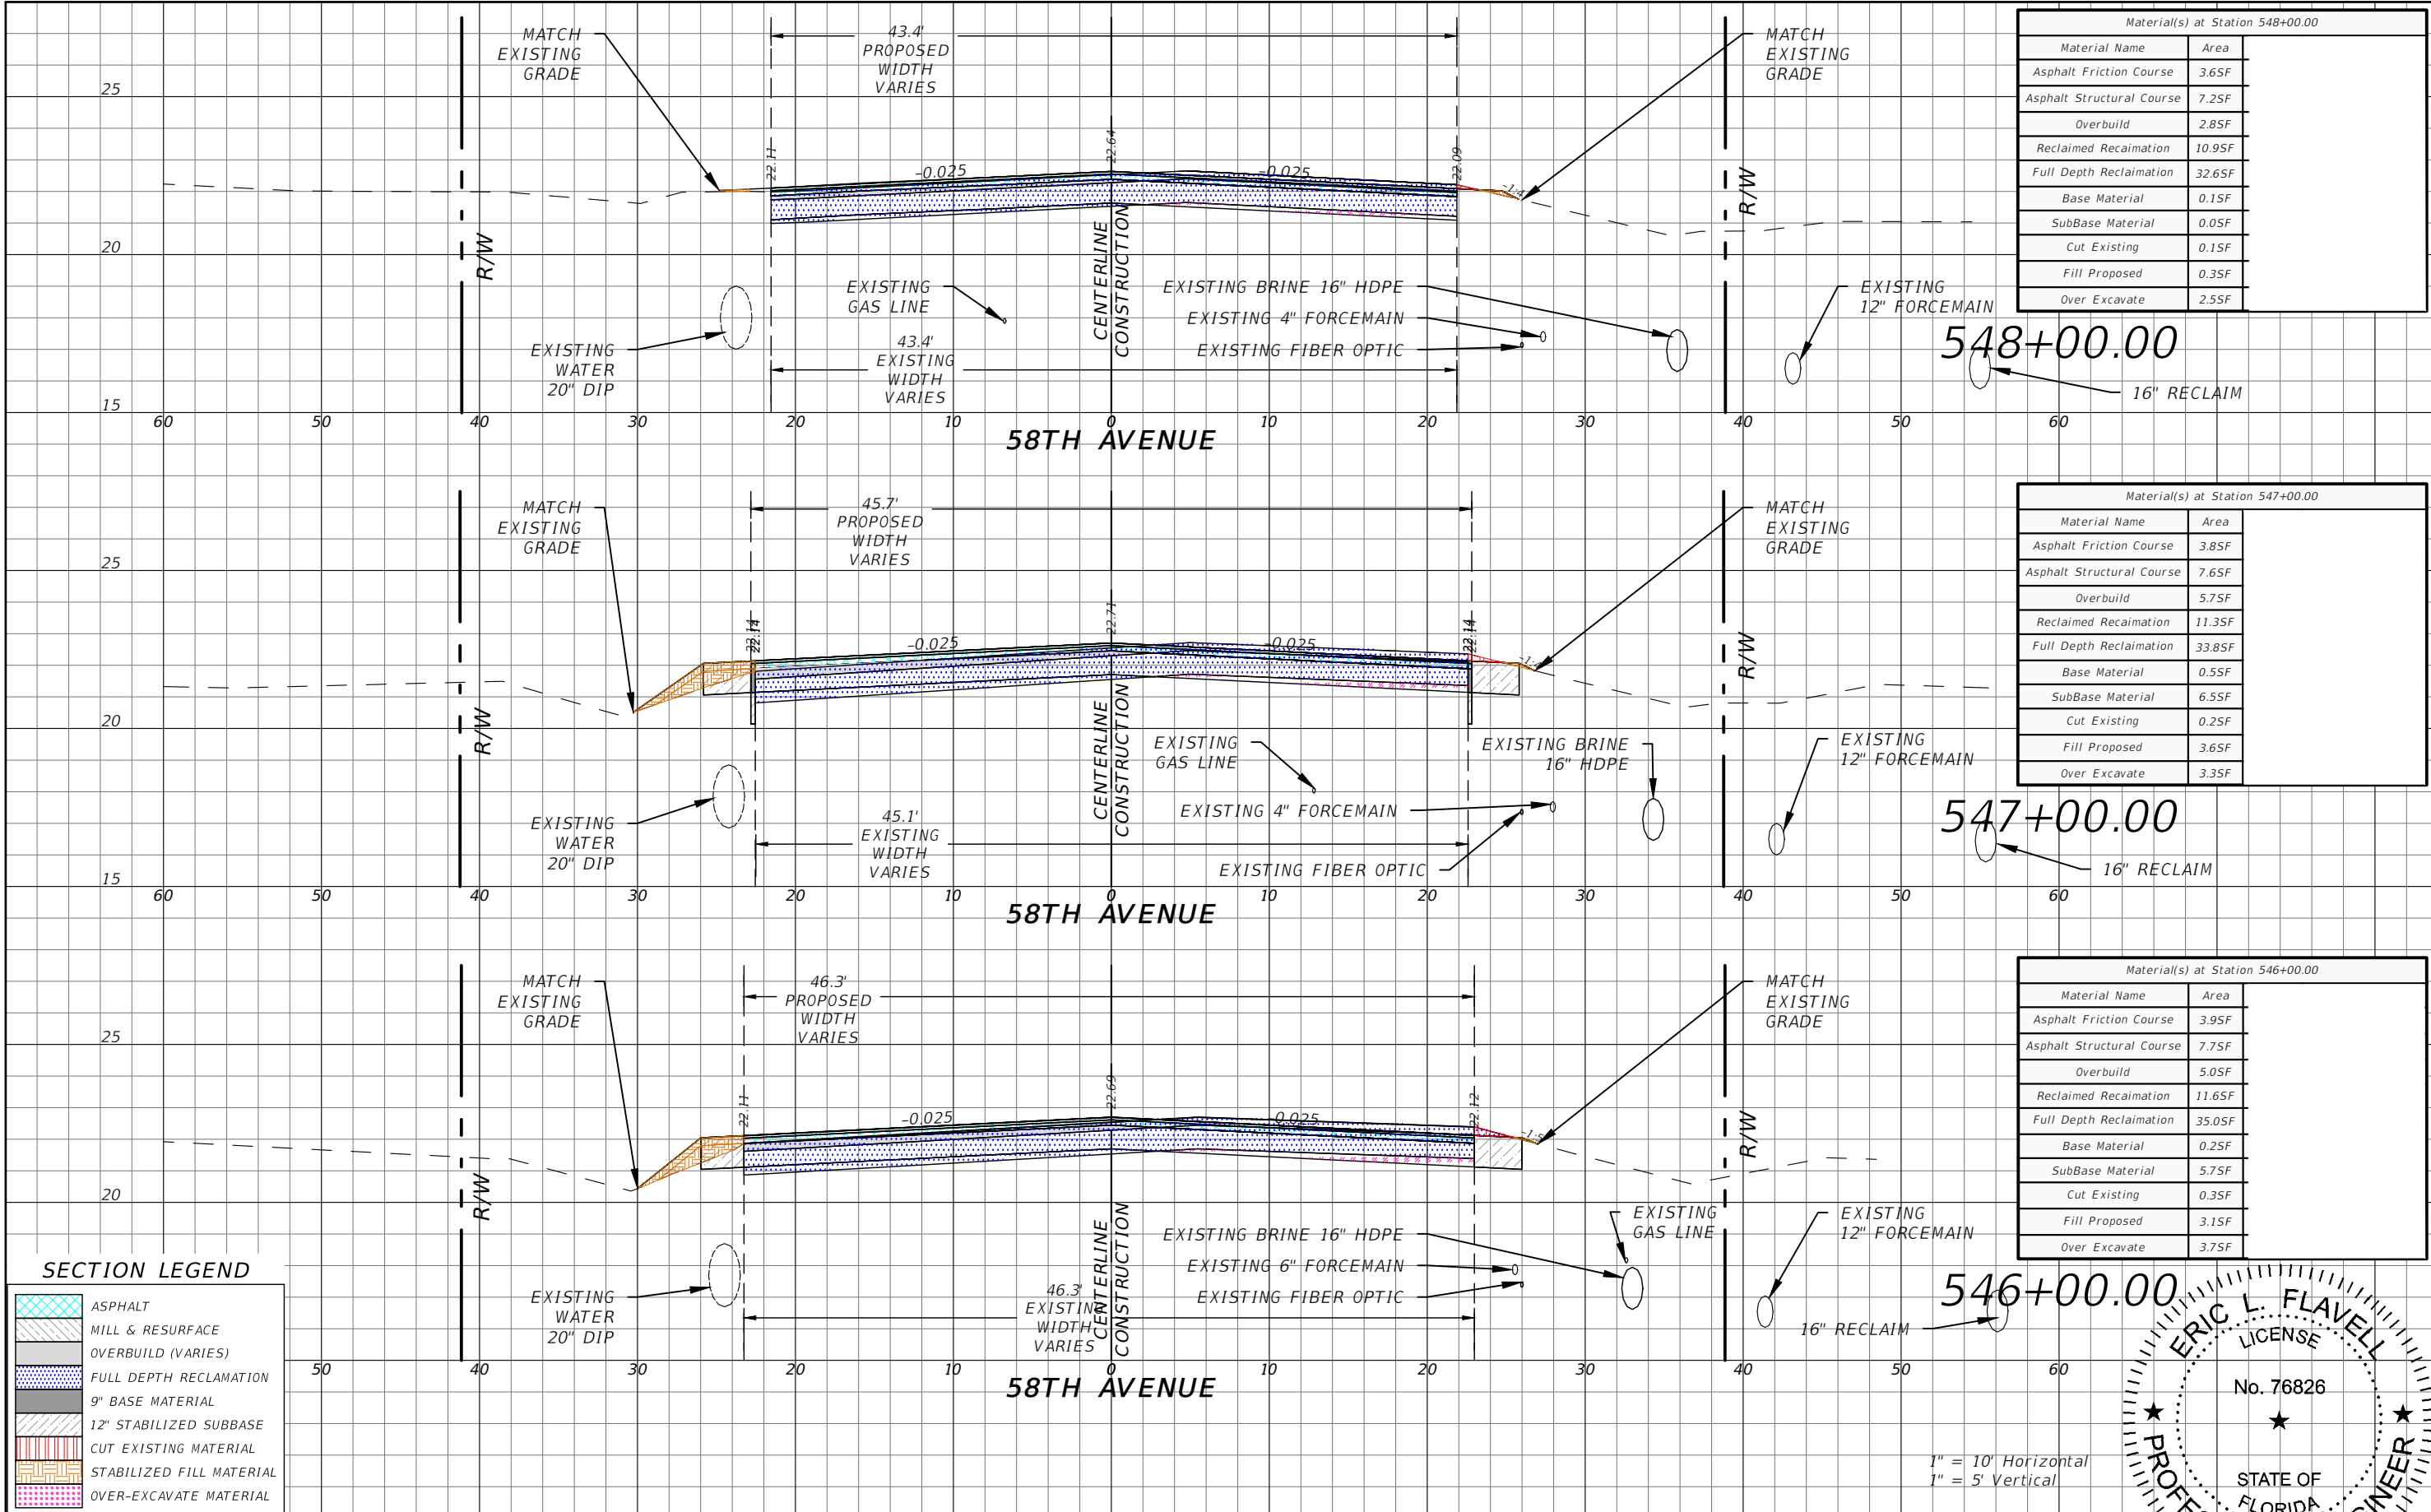 MATCH
EXISTING
GRADE
43.4'
PROPOSED
WIDTH
VARIES
MATCH
EXISTING
GRADE
25
20
15
R/W
22.11
-0.025
22.64
-0.025
22.09
-1:4
R/W
EXISTING
WATER
20" DIP
EXISTING
GAS LINE
43.4'
EXISTING
WIDTH
VARIES
CENTERLINE
CONSTRUCTION
EXISTING BRINE 16" HDPE
EXISTING 4" FORCEMAIN
EXISTING FIBER OPTIC
EXISTING
12" FORCEMAIN
548+00.00
16" RECLAIM
60 50 40 30 20 10 0 10 20 30 40 50 60
58TH AVENUE
Material(s) at Station 548+00.00
Material Name Area
Asphalt Friction Course 3.6SF
Asphalt Structural Course 7.2SF
Overbuild 2.8SF
Reclaimed Recaimation 10.9SF
Full Depth Reclaimation 32.6SF
Base Material 0.1SF
SubBase Material 0.0SF
Cut Existing 0.1SF
Fill Proposed 0.3SF
Over Excavate 2.5SF
MATCH
EXISTING
GRADE
45.7'
PROPOSED
WIDTH
VARIES
MATCH
EXISTING
GRADE
25
20
15
R/W
22.14
-0.025
22.71
-0.025
22.14
R/W
EXISTING
WATER
20" DIP
45.1'
EXISTING
WIDTH
VARIES
CENTERLINE
CONSTRUCTION
EXISTING
GAS LINE
EXISTING 4" FORCEMAIN
EXISTING FIBER OPTIC
EXISTING BRINE
16" HDPE
EXISTING
12" FORCEMAIN
547+00.00
16" RECLAIM
60 50 40 30 20 10 0 10 20 30 40 50 60
58TH AVENUE
Material(s) at Station 547+00.00
Material Name Area
Asphalt Friction Course 3.8SF
Asphalt Structural Course 7.6SF
Overbuild 5.7SF
Reclaimed Recaimation 11.3SF
Full Depth Reclaimation 33.8SF
Base Material 0.5SF
SubBase Material 6.5SF
Cut Existing 0.2SF
Fill Proposed 3.6SF
Over Excavate 3.3SF
MATCH
EXISTING
GRADE
46.3'
PROPOSED
WIDTH
VARIES
MATCH
EXISTING
GRADE
25
20
R/W
22.11
-0.025
22.69
0.025
22.12
R/W
EXISTING
WATER
20" DIP
46.3'
EXISTING
WIDTH
VARIES
CENTERLINE
CONSTRUCTION
EXISTING BRINE 16" HDPE
EXISTING 6" FORCEMAIN
EXISTING FIBER OPTIC
EXISTING
GAS LINE
EXISTING
12" FORCEMAIN
546+00.00
16" RECLAIM
50 40 30 20 10 0 10 20 30 40 50 60
58TH AVENUE
Material(s) at Station 546+00.00
Material Name Area
Asphalt Friction Course 3.9SF
Asphalt Structural Course 7.7SF
Overbuild 5.0SF
Reclaimed Recaimation 11.6SF
Full Depth Reclaimation 35.0SF
Base Material 0.2SF
SubBase Material 5.7SF
Cut Existing 0.3SF
Fill Proposed 3.1SF
Over Excavate 3.7SF
SECTION LEGEND
ASPHALT
MILL & RESURFACE
OVERBUILD (VARIES)
FULL DEPTH RECLAMATION
9" BASE MATERIAL
12" STABILIZED SUBBASE
CUT EXISTING MATERIAL
STABILIZED FILL MATERIAL
OVER-EXCAVATE MATERIAL
1" = 10' Horizontal
1" = 5' Vertical
ERIC L. FLAVELL
LICENSE
No. 76826
STATE OF
FLORIDA